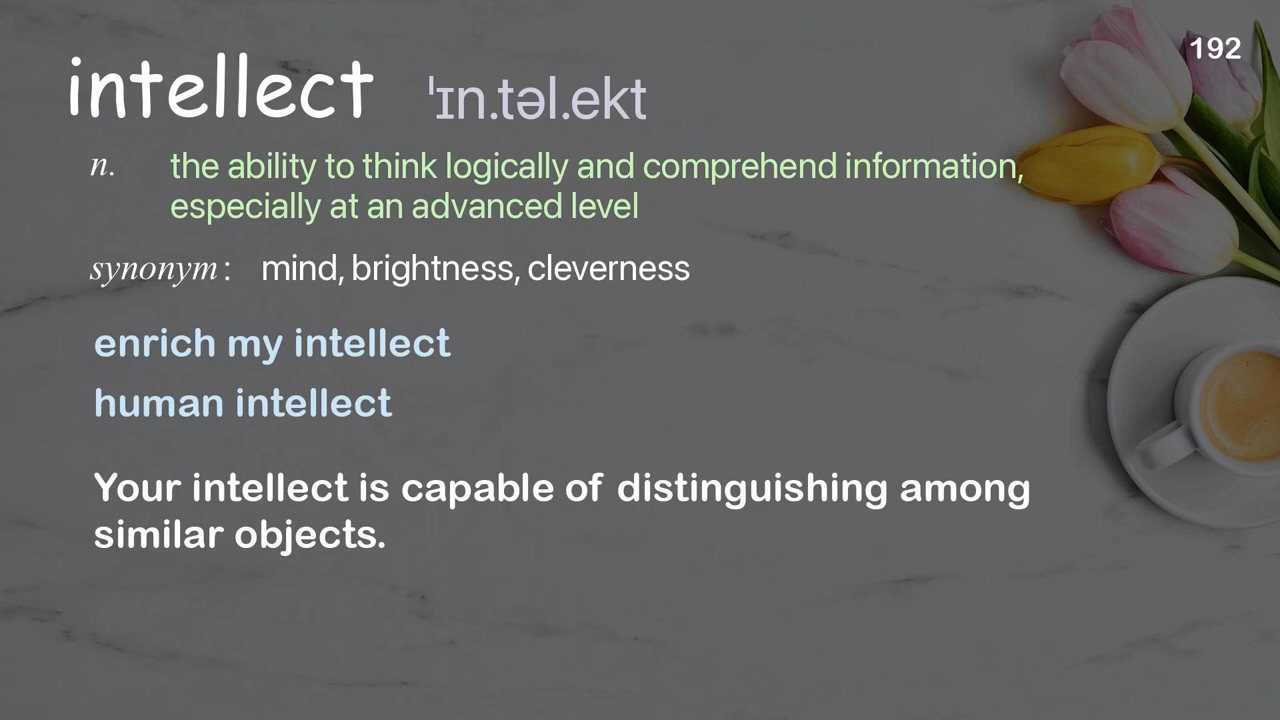 192
intellect ˈɪn.təl.ekt
n. the ability to think logically and comprehend information,
especially at an advanced level
synonym: mind, brightness, cleverness
enrich my intellect
human intellect
Your intellect is capable of distinguishing among
similar objects.